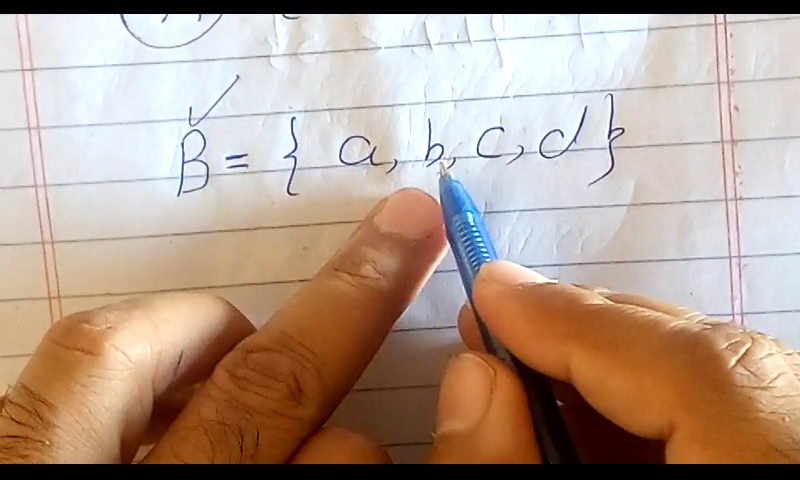 B = { a, b, c, d }